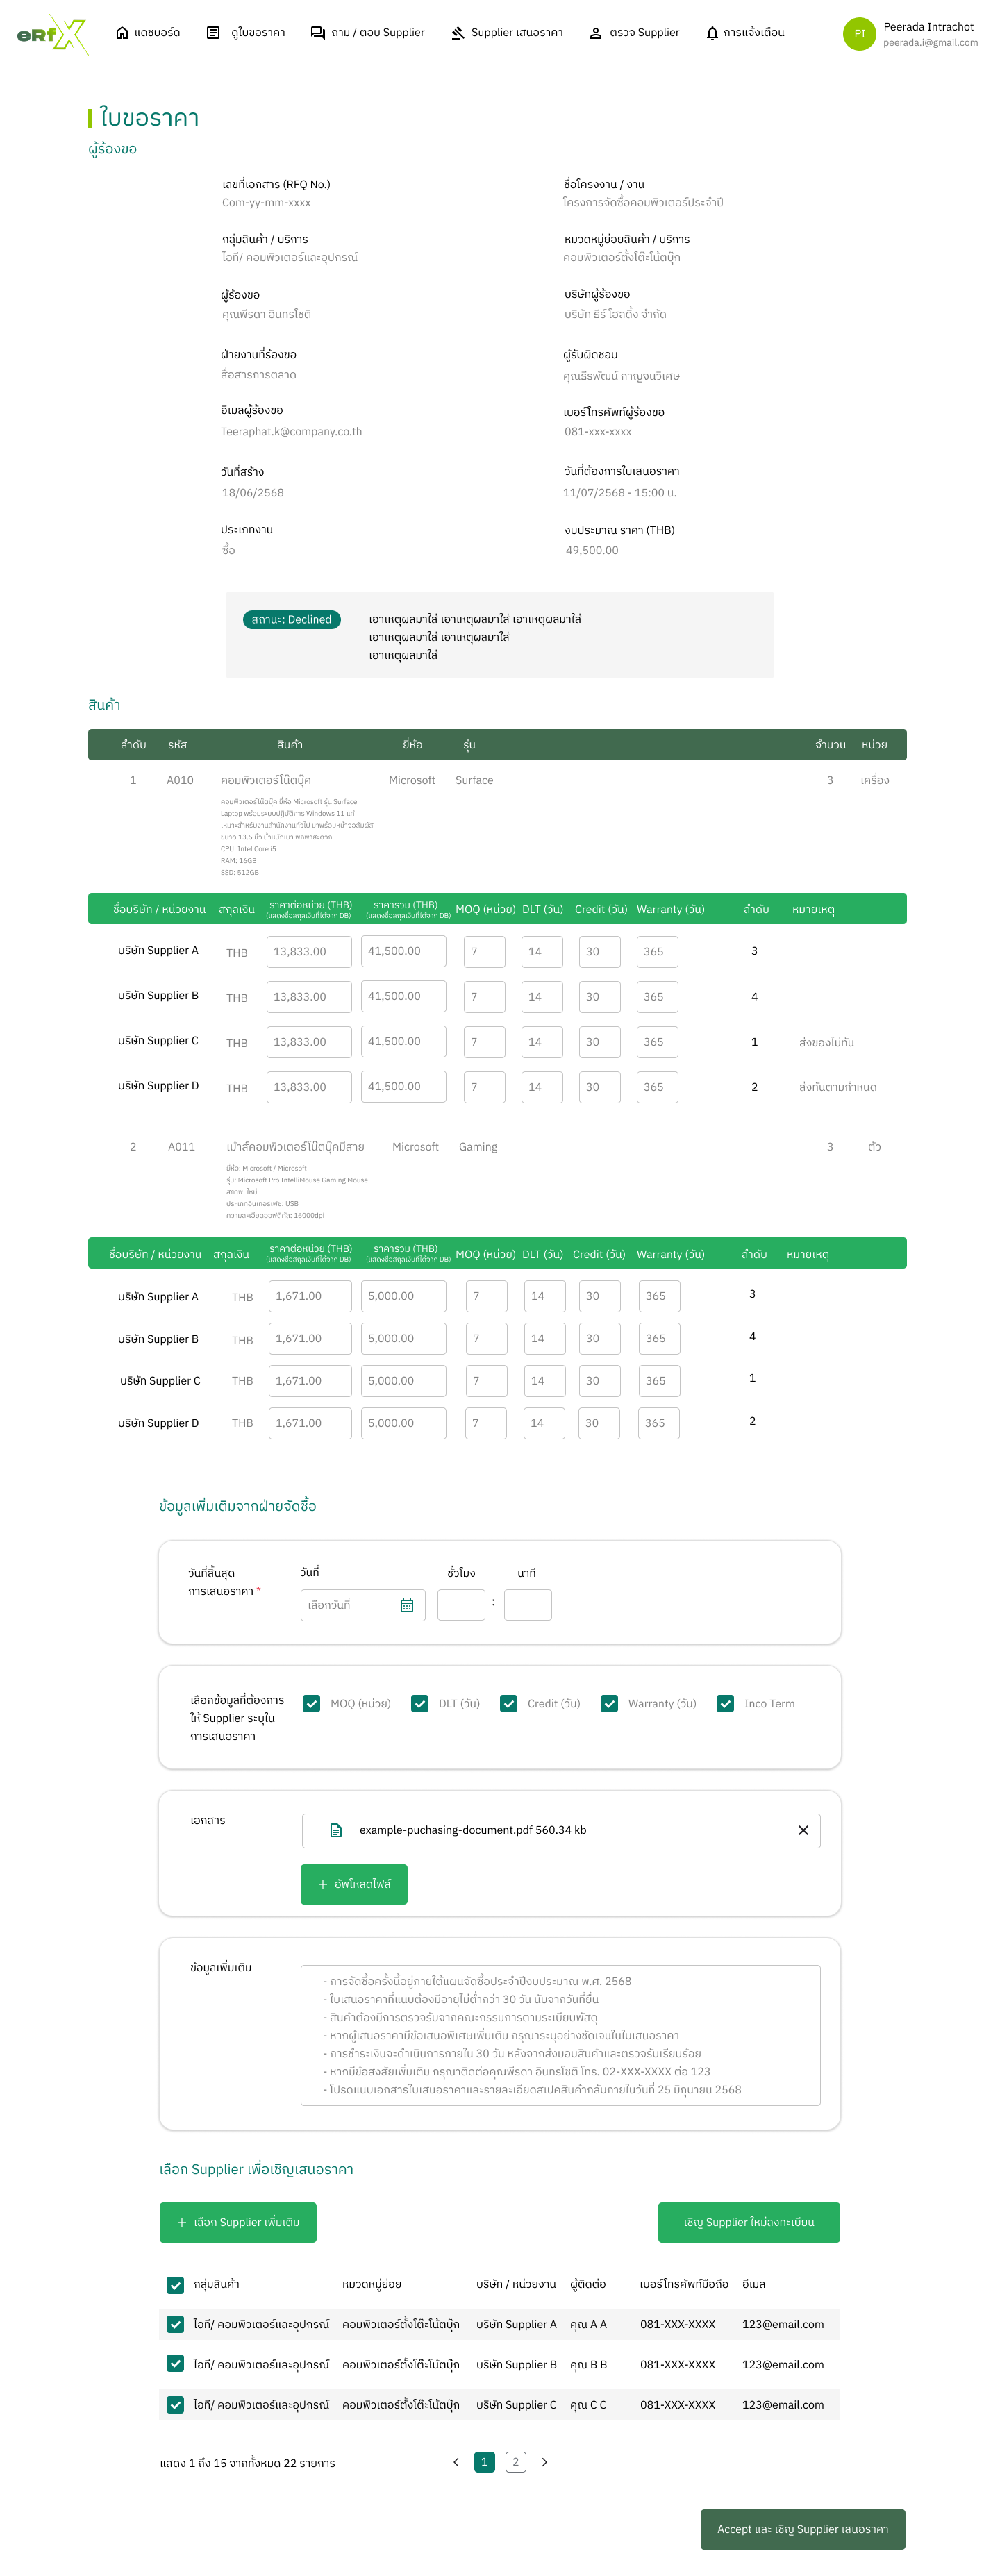 eRfX
แดชบอร์ด
ดูใบขอราคา
ถาม / ตอบ Supplier
Supplier เสนอราคา
ตรวจ Supplier
การแจ้งเตือน
PI
Peerada Intrachot
peerada.i@gmail.com
ใบขอราคา
ผู้ร้องขอ
เลขที่เอกสาร (RFQ No.)
Com-yy-mm-xxxx
ชื่อโครงงาน / งาน
โครงการจัดซื้อคอมพิวเตอร์ประจำปี
กลุ่มสินค้า / บริการ
ไอที/ คอมพิวเตอร์และอุปกรณ์
หมวดหมู่ย่อยสินค้า / บริการ
คอมพิวเตอร์ตั้งโต๊ะโน้ตบุ๊ก
ผู้ร้องขอ
คุณพีรดา อินทรโชติ
บริษัทผู้ร้องขอ
บริษัท ธีร์ โฮลดิ้ง จำกัด
ฝ่ายงานที่ร้องขอ
สื่อสารการตลาด
ผู้รับผิดชอบ
คุณธีรพัฒน์ กาญจนวิเศษ
อีเมลผู้ร้องขอ
Teeraphat.k@company.co.th
เบอร์โทรศัพท์ผู้ร้องขอ
081-xxx-xxxx
วันที่สร้าง
18/06/2568
วันที่ต้องการใบเสนอราคา
11/07/2568 - 15:00 น.
ประเภทงาน
ซื้อ
งบประมาณ ราคา (THB)
49,500.00
สถานะ: Declined
เอาเหตุผลมาใส่ เอาเหตุผลมาใส่ เอาเหตุผลมาใส่
เอาเหตุผลมาใส่ เอาเหตุผลมาใส่
เอาเหตุผลมาใส่
สินค้า
ลำดับ รหัส สินค้า ยี่ห้อ รุ่น จำนวน หน่วย
1 A010 คอมพิวเตอร์โน๊ตบุ๊ค Microsoft Surface 3 เครื่อง
คอมพิวเตอร์โน๊ตบุ๊ค ยี่ห้อ Microsoft รุ่น Surface
Laptop พร้อมระบบปฏิบัติการ Windows 11 แท้
เหมาะสำหรับงานสำนักงานทั่วไป มาพร้อมหน้าจอสัมผัส
ขนาด 13.5 นิ้ว น้ำหนักเบา พกพาสะดวก
CPU: Intel Core i5
RAM: 16GB
SSD: 512GB
ชื่อบริษัท / หน่วยงาน สกุลเงิน ราคาต่อหน่วย (THB) ราคารวม (THB) MOQ (หน่วย) DLT (วัน) Credit (วัน) Warranty (วัน) ลำดับ หมายเหตุ
(แสดงชื่อสกุลเงินที่ได้จาก DB) (แสดงชื่อสกุลเงินที่ได้จาก DB)
บริษัท Supplier A THB 13,833.00 41,500.00 7 14 30 365 3
บริษัท Supplier B THB 13,833.00 41,500.00 7 14 30 365 4
บริษัท Supplier C THB 13,833.00 41,500.00 7 14 30 365 1 ส่งของไม่ทัน
บริษัท Supplier D THB 13,833.00 41,500.00 7 14 30 365 2 ส่งทันตามกำหนด
2 A011 เม้าส์คอมพิวเตอร์โน๊ตบุ๊คมีสาย Microsoft Gaming 3 ตัว
ยี่ห้อ: Microsoft / Microsoft
รุ่น: Microsoft Pro IntelliMouse Gaming Mouse
สภาพ: ใหม่
ประเภทอินเทอร์เฟซ: USB
ความละเอียดออฟติคัล: 16000dpi
ชื่อบริษัท / หน่วยงาน สกุลเงิน ราคาต่อหน่วย (THB) ราคารวม (THB) MOQ (หน่วย) DLT (วัน) Credit (วัน) Warranty (วัน) ลำดับ หมายเหตุ
(แสดงชื่อสกุลเงินที่ได้จาก DB) (แสดงชื่อสกุลเงินที่ได้จาก DB)
บริษัท Supplier A THB 1,671.00 5,000.00 7 14 30 365 3
บริษัท Supplier B THB 1,671.00 5,000.00 7 14 30 365 4
บริษัท Supplier C THB 1,671.00 5,000.00 7 14 30 365 1
บริษัท Supplier D THB 1,671.00 5,000.00 7 14 30 365 2
ข้อมูลเพิ่มเติมจากฝ่ายจัดซื้อ
วันที่สิ้นสุด
การเสนอราคา *
วันที่ ชั่วโมง นาที
เลือกวันที่ :
เลือกข้อมูลที่ต้องการ
ให้ Supplier ระบุใน
การเสนอราคา
MOQ (หน่วย) DLT (วัน) Credit (วัน) Warranty (วัน) Inco Term
เอกสาร
example-puchasing-document.pdf 560.34 kb
+ อัพโหลดไฟล์
ข้อมูลเพิ่มเติม
- การจัดซื้อครั้งนี้อยู่ภายใต้แผนจัดซื้อประจำปีงบประมาณ พ.ศ. 2568
- ใบเสนอราคาที่แนบต้องมีอายุไม่ต่ำกว่า 30 วัน นับจากวันที่ยื่น
- สินค้าต้องมีการตรวจรับจากคณะกรรมการตามระเบียบพัสดุ
- หากผู้เสนอราคามีข้อเสนอพิเศษเพิ่มเติม กรุณาระบุอย่างชัดเจนในใบเสนอราคา
- การชำระเงินจะดำเนินการภายใน 30 วัน หลังจากส่งมอบสินค้าและตรวจรับเรียบร้อย
- หากมีข้อสงสัยเพิ่มเติม กรุณาติดต่อคุณพีรดา อินทรโชติ โทร. 02-XXX-XXXX ต่อ 123
- โปรดแนบเอกสารใบเสนอราคาและรายละเอียดสเปคสินค้ากลับภายในวันที่ 25 มิถุนายน 2568
เลือก Supplier เพื่อเชิญเสนอราคา
+ เลือก Supplier เพิ่มเติม
เชิญ Supplier ใหม่ลงทะเบียน
กลุ่มสินค้า หมวดหมู่ย่อย บริษัท / หน่วยงาน ผู้ติดต่อ เบอร์โทรศัพท์มือถือ อีเมล
ไอที/ คอมพิวเตอร์และอุปกรณ์ คอมพิวเตอร์ตั้งโต๊ะโน้ตบุ๊ก บริษัท Supplier A คุณ A A 081-XXX-XXXX 123@email.com
ไอที/ คอมพิวเตอร์และอุปกรณ์ คอมพิวเตอร์ตั้งโต๊ะโน้ตบุ๊ก บริษัท Supplier B คุณ B B 081-XXX-XXXX 123@email.com
ไอที/ คอมพิวเตอร์และอุปกรณ์ คอมพิวเตอร์ตั้งโต๊ะโน้ตบุ๊ก บริษัท Supplier C คุณ C C 081-XXX-XXXX 123@email.com
แสดง 1 ถึง 15 จากทั้งหมด 22 รายการ
1 2
Accept และ เชิญ Supplier เสนอราคา